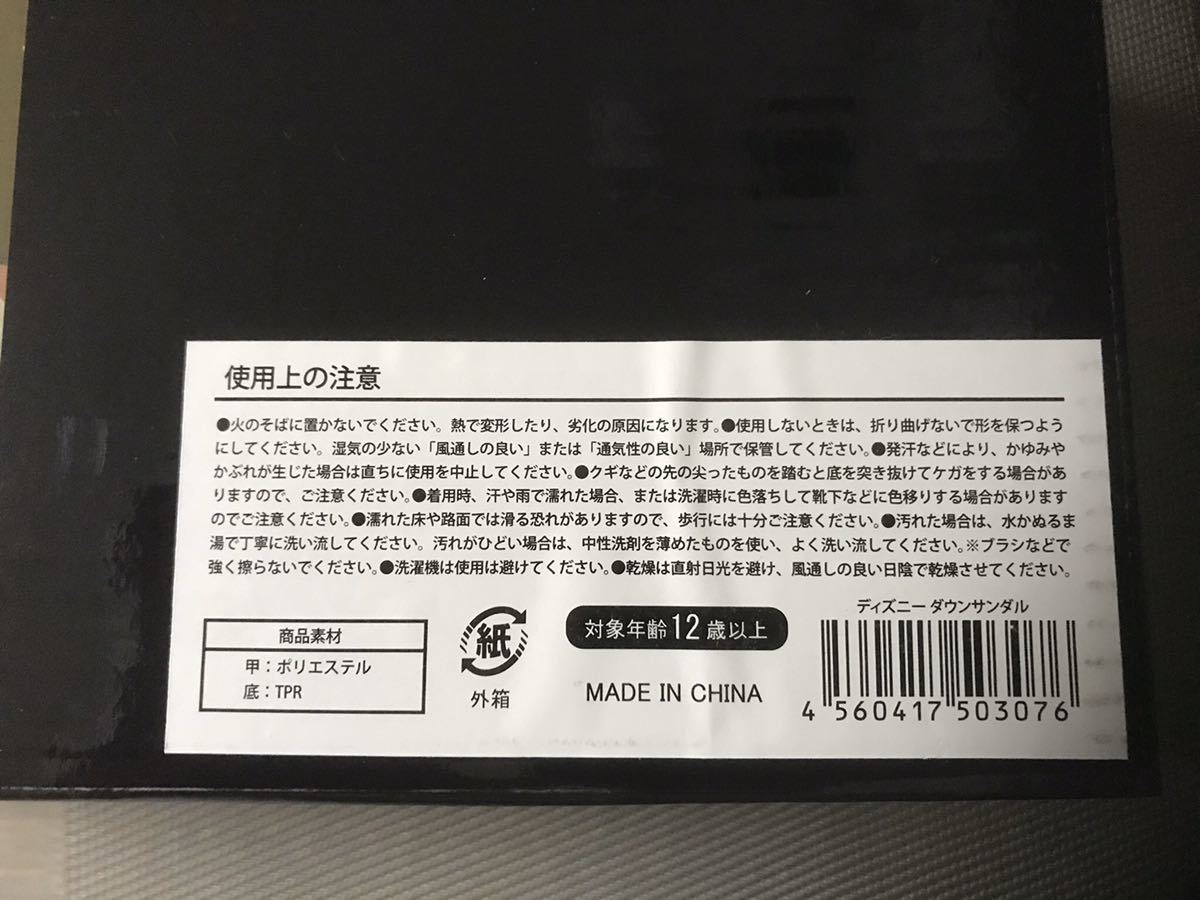 使用上の注意
●火のそばに置かないでください。熱で変形したり、劣化の原因になります。●使用しないときは、折り曲げないで形を保つよう
にしてください。湿気の少ない「風通しの良い」または「通気性の良い」場所で保管してください。●発汗などにより、かゆみや
かぶれが生じた場合は直ちに使用を中止してください。●クギなどの先の尖ったものを踏むと底を突き抜けてケガをする場合があ
りますので、ご注意ください。●着用時、汗や雨で濡れた場合、または洗濯時に色落ちして靴下などに色移りする場合があります
のでご注意ください。●濡れた床や路面では滑る恐れがありますので、歩行には十分ご注意ください。●汚れた場合は、水かぬるま
湯で丁寧に洗い流してください。汚れがひどい場合は、中性洗剤を薄めたものを使い、よく洗い流してください。※ブラシなどで
強く擦らないでください。●洗濯機は使用は避けてください。●乾燥は直射日光を避け、風通しの良い日陰で乾燥させてください。
商品素材
甲：ポリエステル
底：TPR
紙
外箱
対象年齢12歳以上
MADE IN CHINA
ディズニー ダウンサンダル
4 560417 503076